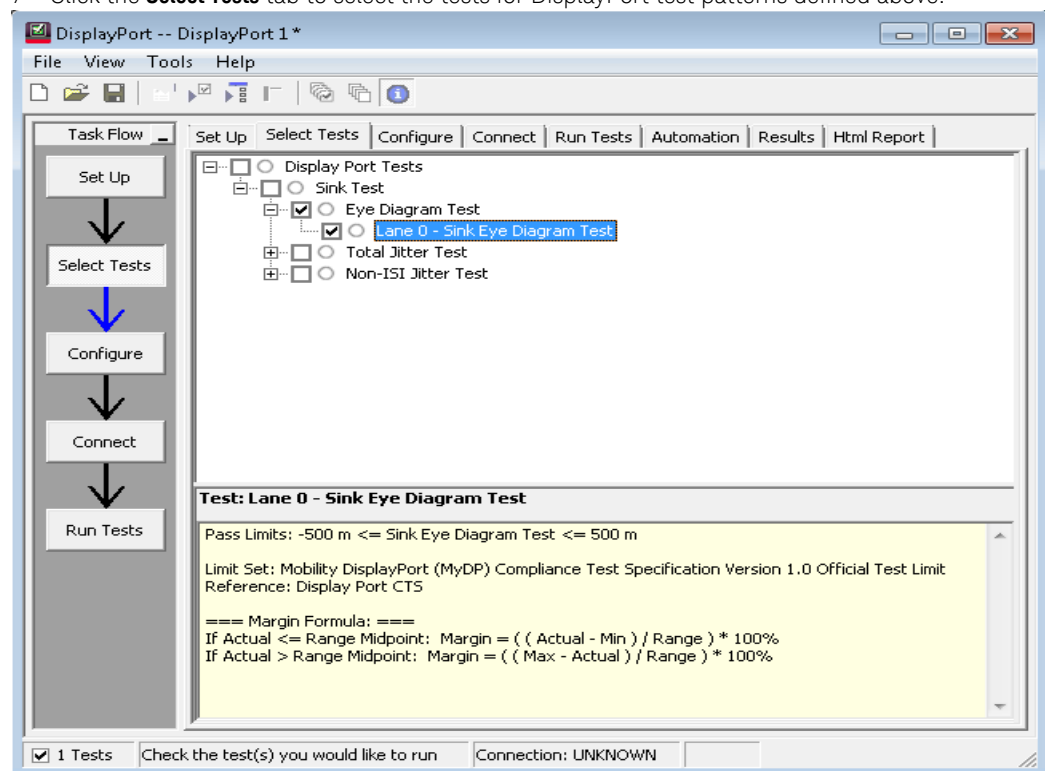 Click the Select Tests tab to select the tests for DisplayPort test patterns defined above.
DisplayPort -- DisplayPort 1 *
File View Tools Help
Task Flow
Set Up
Select Tests
Configure
Connect
Run Tests
Set Up Select Tests Configure Connect Run Tests Automation Results Html Report
Display Port Tests
Sink Test
Eye Diagram Test
Lane 0 - Sink Eye Diagram Test
Total Jitter Test
Non-ISI Jitter Test
Test: Lane 0 - Sink Eye Diagram Test
Pass Limits: -500 m <= Sink Eye Diagram Test <= 500 m
Limit Set: Mobility DisplayPort (MyDP) Compliance Test Specification Version 1.0 Official Test Limit
Reference: Display Port CTS
=== Margin Formula: ===
If Actual <= Range Midpoint: Margin = ( ( Actual - Min ) / Range ) * 100%
If Actual > Range Midpoint: Margin = ( ( Max - Actual ) / Range ) * 100%
1 Tests Check the test(s) you would like to run Connection: UNKNOWN